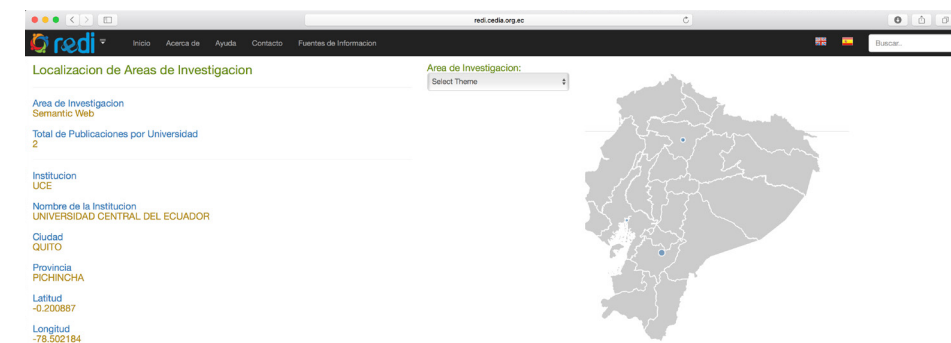 redi.cedia.org.ec
redi
Inicio Acerca de Ayuda Contacto Fuentes de Informacion
Buscar.
Localizacion de Areas de Investigacion
Area de Investigacion
Semantic Web
Total de Publicaciones por Universidad
2
Institucion
UCE
Nombre de la Institucion
UNIVERSIDAD CENTRAL DEL ECUADOR
Ciudad
QUITO
Provincia
PICHINCHA
Latitud
-0.200887
Longitud
-78.502184
Area de Investigacion:
Select Theme